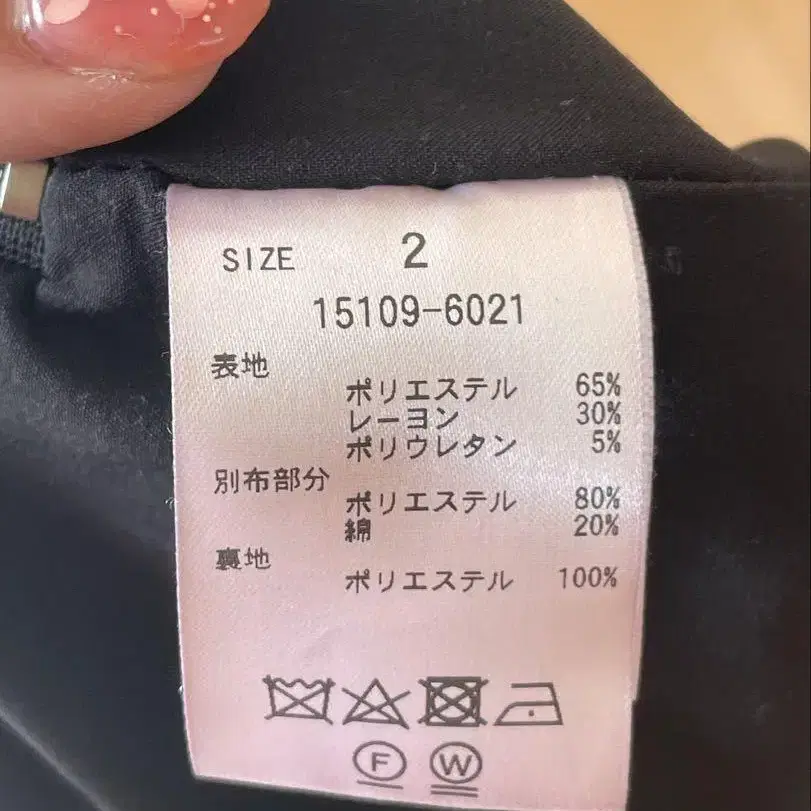 SIZE 2
15109-6021
表地
ポリエステル 65%
レーヨン 30%
ポリウレタン 5%
別布部分
ポリエステル 80%
綿 20%
裏地
ポリエステル 100%
F W